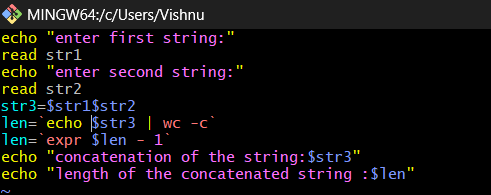 MINGW64:/c/Users/Vishnu
echo "enter first string:"
read str1
echo "enter second string:"
read str2
str3=$str1$str2
len=`echo $str3 | wc -c`
len=`expr $len - 1`
echo "concatenation of the string:$str3"
echo "length of the concatenated string :$len"
~